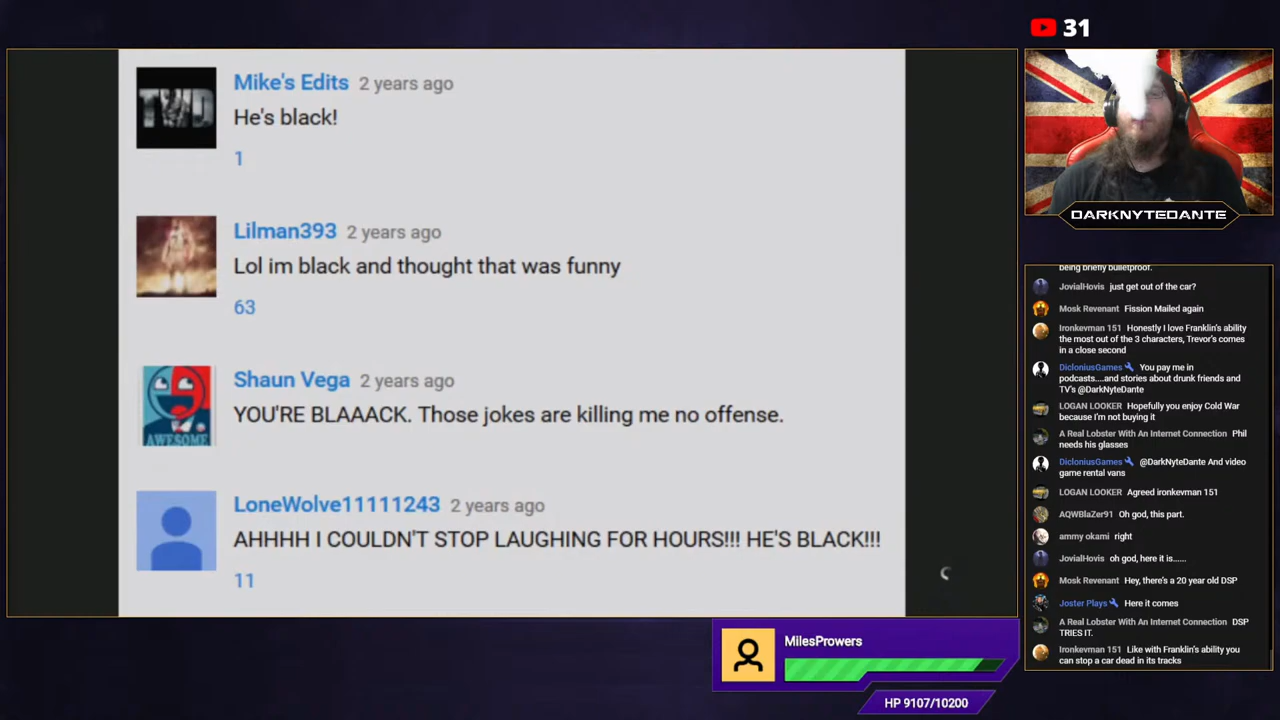 31
Mike's Edits 2 years ago
He's black!
1
Lilman393 2 years ago
Lol im black and thought that was funny
63
Shaun Vega 2 years ago
YOU'RE BLAAACK. Those jokes are killing me no offense.
AWESOME
LoneWolve11111243 2 years ago
AHHHH I COULDN'T STOP LAUGHING FOR HOURS!!! HE'S BLACK!!!
11
TWD
DARKNYTEDANTE
being briefly bulletproof.
JovialHovis just get out of the car?
Mosk Revenant Fission Mailed again
Ironkevman 151 Honestly I love Franklin's ability
the most out of the 3 characters, Trevor's comes
in a close second
DicloniusGames You pay me in
podcasts....and stories about drunk friends and
TV's @DarkNyteDante
LOGAN LOOKER Hopefully you enjoy Cold War
because I'm not buying it
A Real Lobster With An Internet Connection Phil
needs his glasses
DicloniusGames @DarkNyteDante And video
game rental vans
LOGAN LOOKER Agreed ironkevman 151
AQWBlaZer91 Oh god, this part.
ammy okami right
JovialHovis oh god, here it is......
Mosk Revenant Hey, there's a 20 year old DSP
Joster Plays Here it comes
A Real Lobster With An Internet Connection DSP
TRIES IT.
Ironkevman 151 Like with Franklin's ability you
can stop a car dead in its tracks
MilesProwers
HP 9107/10200